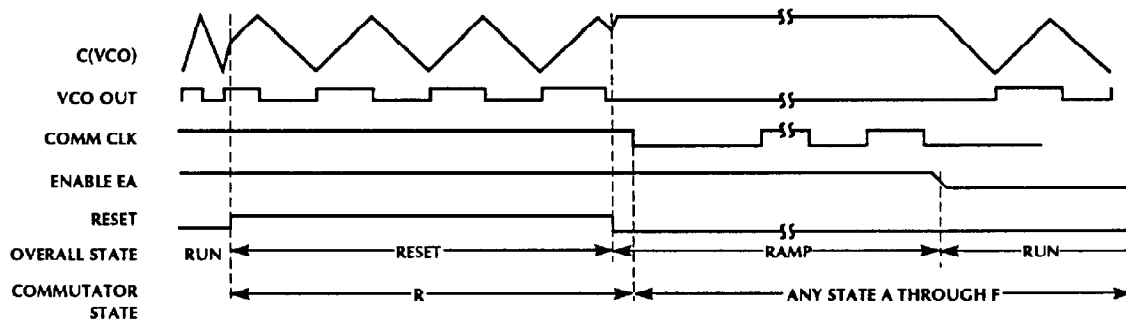 C(VCO)
VCO OUT
COMM CLK
ENABLE EA
RESET
OVERALL STATE RUN RESET RAMP RUN
COMMUTATOR STATE R ANY STATE A THROUGH F